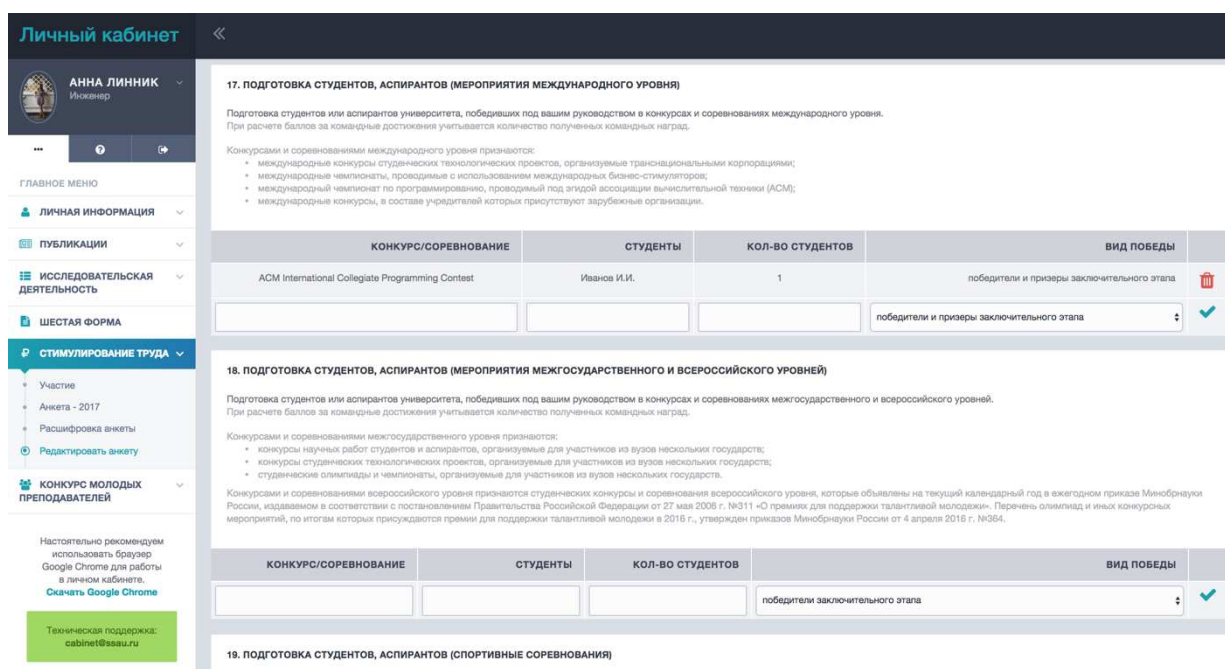 Личный кабинет
АННА ЛИННИК
Инженер
ГЛАВНОЕ МЕНЮ
ЛИЧНАЯ ИНФОРМАЦИЯ
ПУБЛИКАЦИИ
ИССЛЕДОВАТЕЛЬСКАЯ
ДЕЯТЕЛЬНОСТЬ
ШЕСТАЯ ФОРМА
СТИМУЛИРОВАНИЕ ТРУДА
Участие
Анкета - 2017
Расшифровка анкеты
Редактировать анкету
КОНКУРС МОЛОДЫХ
ПРЕПОДАВАТЕЛЕЙ
Настоятельно рекомендуем
использовать браузер
Google Chrome для работы
в личном кабинете.
Скачать Google Chrome
Техническая поддержка:
cabinet@ssau.ru
17. ПОДГОТОВКА СТУДЕНТОВ, АСПИРАНТОВ (МЕРОПРИЯТИЯ МЕЖДУНАРОДНОГО УРОВНЯ)
Подготовка студентов или аспирантов университета, победивших под вашим руководством в конкурсах и соревнованиях международного уровня.
При расчете баллов за командные достижения учитывается количество полученных командных наград.
Конкурсами и соревнованиями международного уровня признаются:
• международные конкурсы студенческих технологических проектов, организуемые транснациональными корпорациями;
• международные чемпионаты, проводимые с использованием международных бизнес-стимуляторов;
• международный чемпионат по программированию, проводимый под эгидой ассоциации вычислительной техники (ACM);
• международные конкурсы, в составе учредителей которых присутствуют зарубежные организации.
КОНКУРС/СОРЕВНОВАНИЕ СТУДЕНТЫ КОЛ-ВО СТУДЕНТОВ ВИД ПОБЕДЫ
ACM International Collegiate Programming Contest Иванов И.И. 1 победители и призеры заключительного этапа
победители и призеры заключительного этапа
18. ПОДГОТОВКА СТУДЕНТОВ, АСПИРАНТОВ (МЕРОПРИЯТИЯ МЕЖГОСУДАРСТВЕННОГО И ВСЕРОССИЙСКОГО УРОВНЕЙ)
Подготовка студентов или аспирантов университета, победивших под вашим руководством в конкурсах и соревнованиях межгосударственного и всероссийского уровней.
При расчете баллов за командные достижения учитывается количество полученных командных наград.
Конкурсами и соревнованиями межгосударственного уровня признаются:
• конкурсы научных работ студентов и аспирантов, организуемые для участников из вузов нескольких государств;
• конкурсы студенческих технологических проектов, организуемые для участников из вузов нескольких государств;
• студенческие олимпиады и чемпионаты, организуемые для участников из вузов нескольких государств.
Конкурсами и соревнованиями всероссийского уровня признаются студенческих конкурсы и соревнования всероссийского уровня, которые объявлены на текущий календарный год в ежегодном приказе Минобрнауки
России, издаваемом в соответствии с постановлением Правительства Российской Федерации от 27 мая 2006 г. №311 «О премиях для поддержки талантливой молодежи». Перечень олимпиад и иных конкурсных
мероприятий, по итогам которых присуждаются премии для поддержки талантливой молодежи в 2016 г., утвержден приказов Минобрнауки России от 4 апреля 2016 г. №364.
КОНКУРС/СОРЕВНОВАНИЕ СТУДЕНТЫ КОЛ-ВО СТУДЕНТОВ ВИД ПОБЕДЫ
победители заключительного этапа
19. ПОДГОТОВКА СТУДЕНТОВ, АСПИРАНТОВ (СПОРТИВНЫЕ СОРЕВНОВАНИЯ)